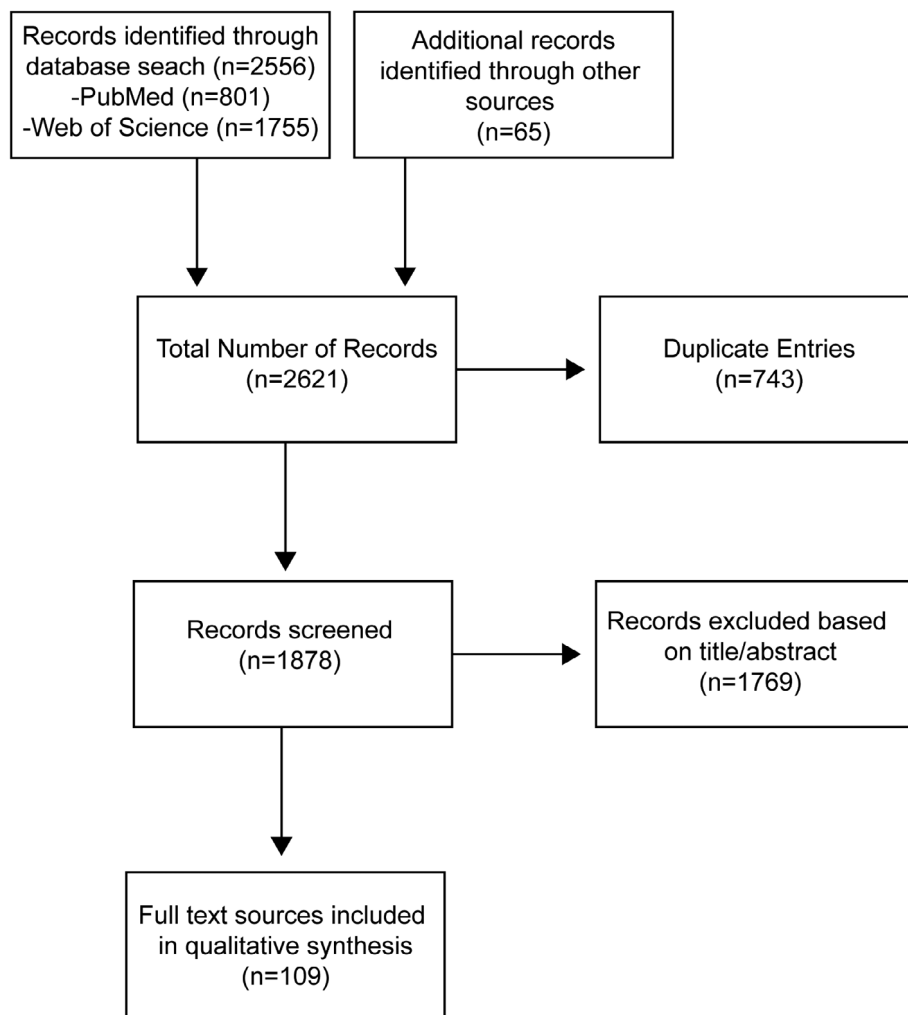 Records identified through
database seach (n=2556)
-PubMed (n=801)
-Web of Science (n=1755)
Additional records
identified through other
sources
(n=65)
Total Number of Records
(n=2621)
Duplicate Entries
(n=743)
Records screened
(n=1878)
Records excluded based
on title/abstract
(n=1769)
Full text sources included
in qualitative synthesis
(n=109)